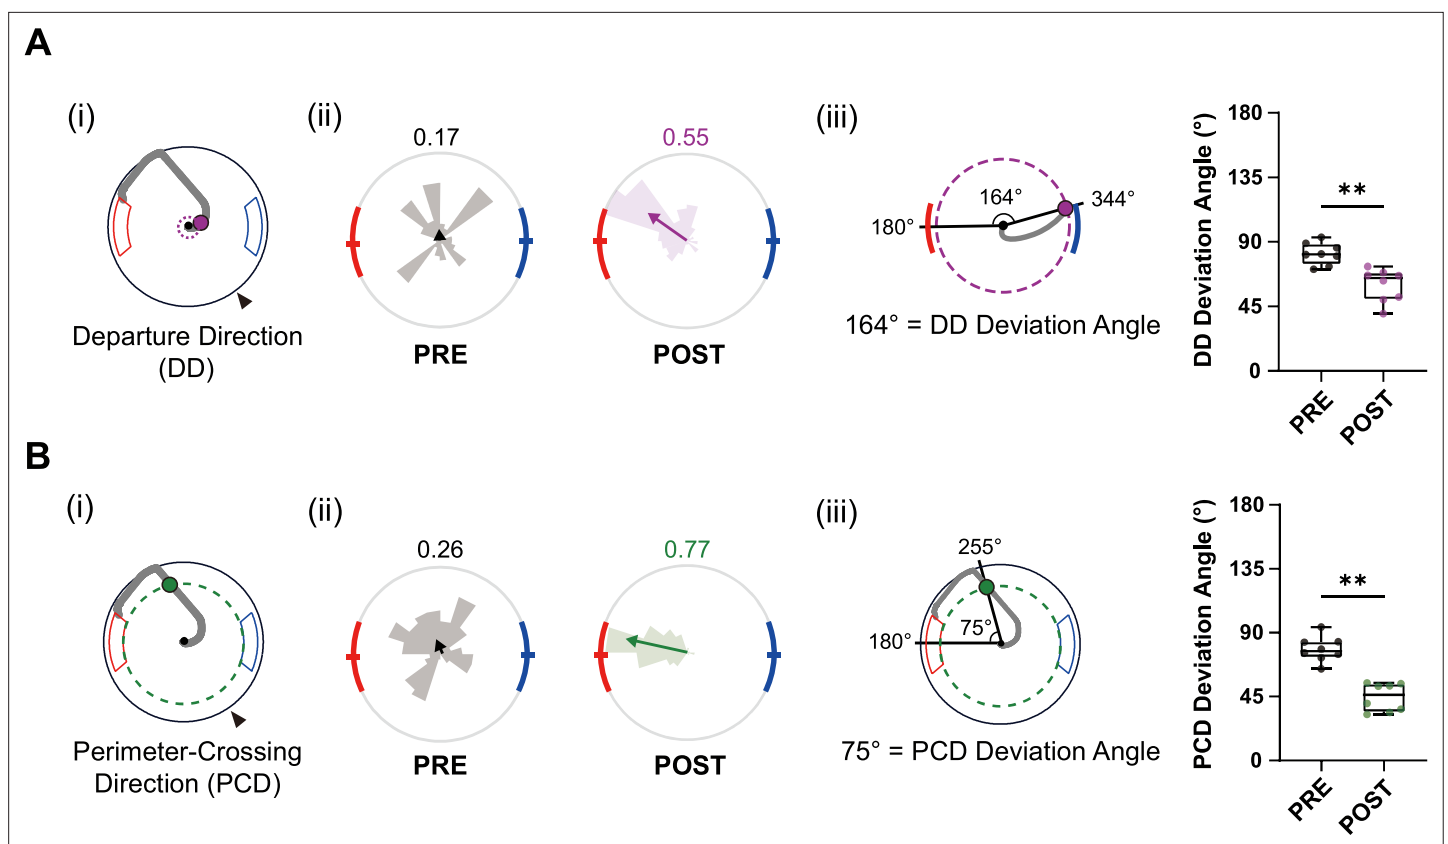 A
(i)
(ii)
(iii)
0.17
0.55
164°
344°
180°
Departure Direction
(DD)
PRE
POST
164° = DD Deviation Angle
DD Deviation Angle (°)
180
135
90
45
0
**
PRE
POST
B
(i)
(ii)
(iii)
0.26
0.77
255°
75°
180°
Perimeter-Crossing
Direction (PCD)
PRE
POST
75° = PCD Deviation Angle
PCD Deviation Angle (°)
180
135
90
45
0
**
PRE
POST